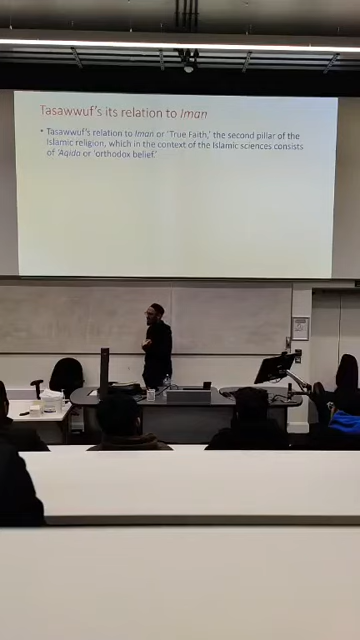 Tasawwuf's its relation to Iman
• Tasawwuf's relation to Iman or 'True Faith,' the second pillar of the
Islamic religion, which in the context of the Islamic sciences consists
of 'Aqida or 'orthodox belief.'